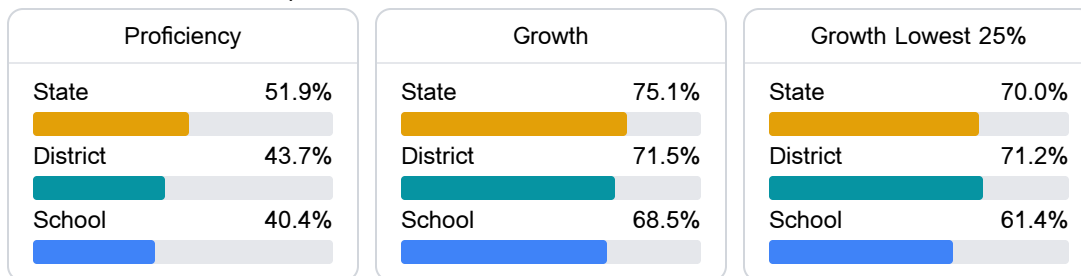 Proficiency
State 51.9%
District 43.7%
School 40.4%
Growth
State 75.1%
District 71.5%
School 68.5%
Growth Lowest 25%
State 70.0%
District 71.2%
School 61.4%